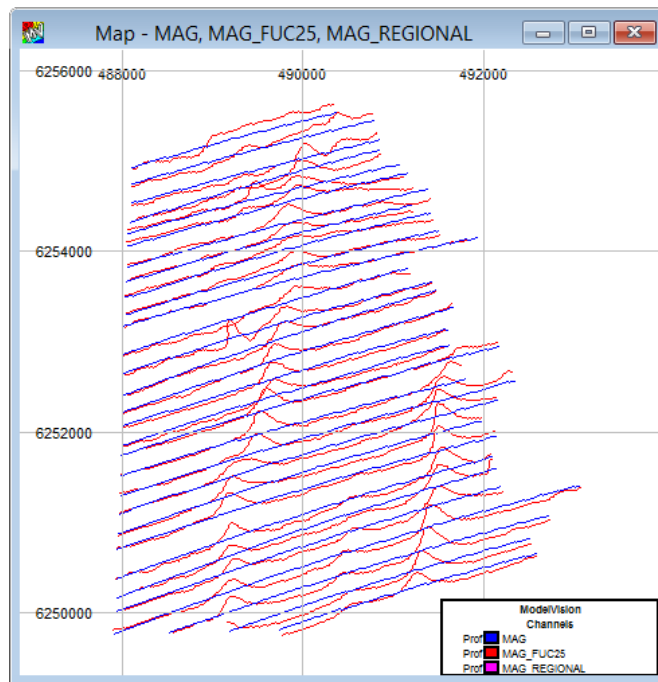 Map - MAG, MAG_FUC25, MAG_REGIONAL
6256000
488000 490000 492000
6254000
6252000
6250000
ModelVision
Channels
Prof MAG
Prof MAG_FUC25
Prof MAG_REGIONAL